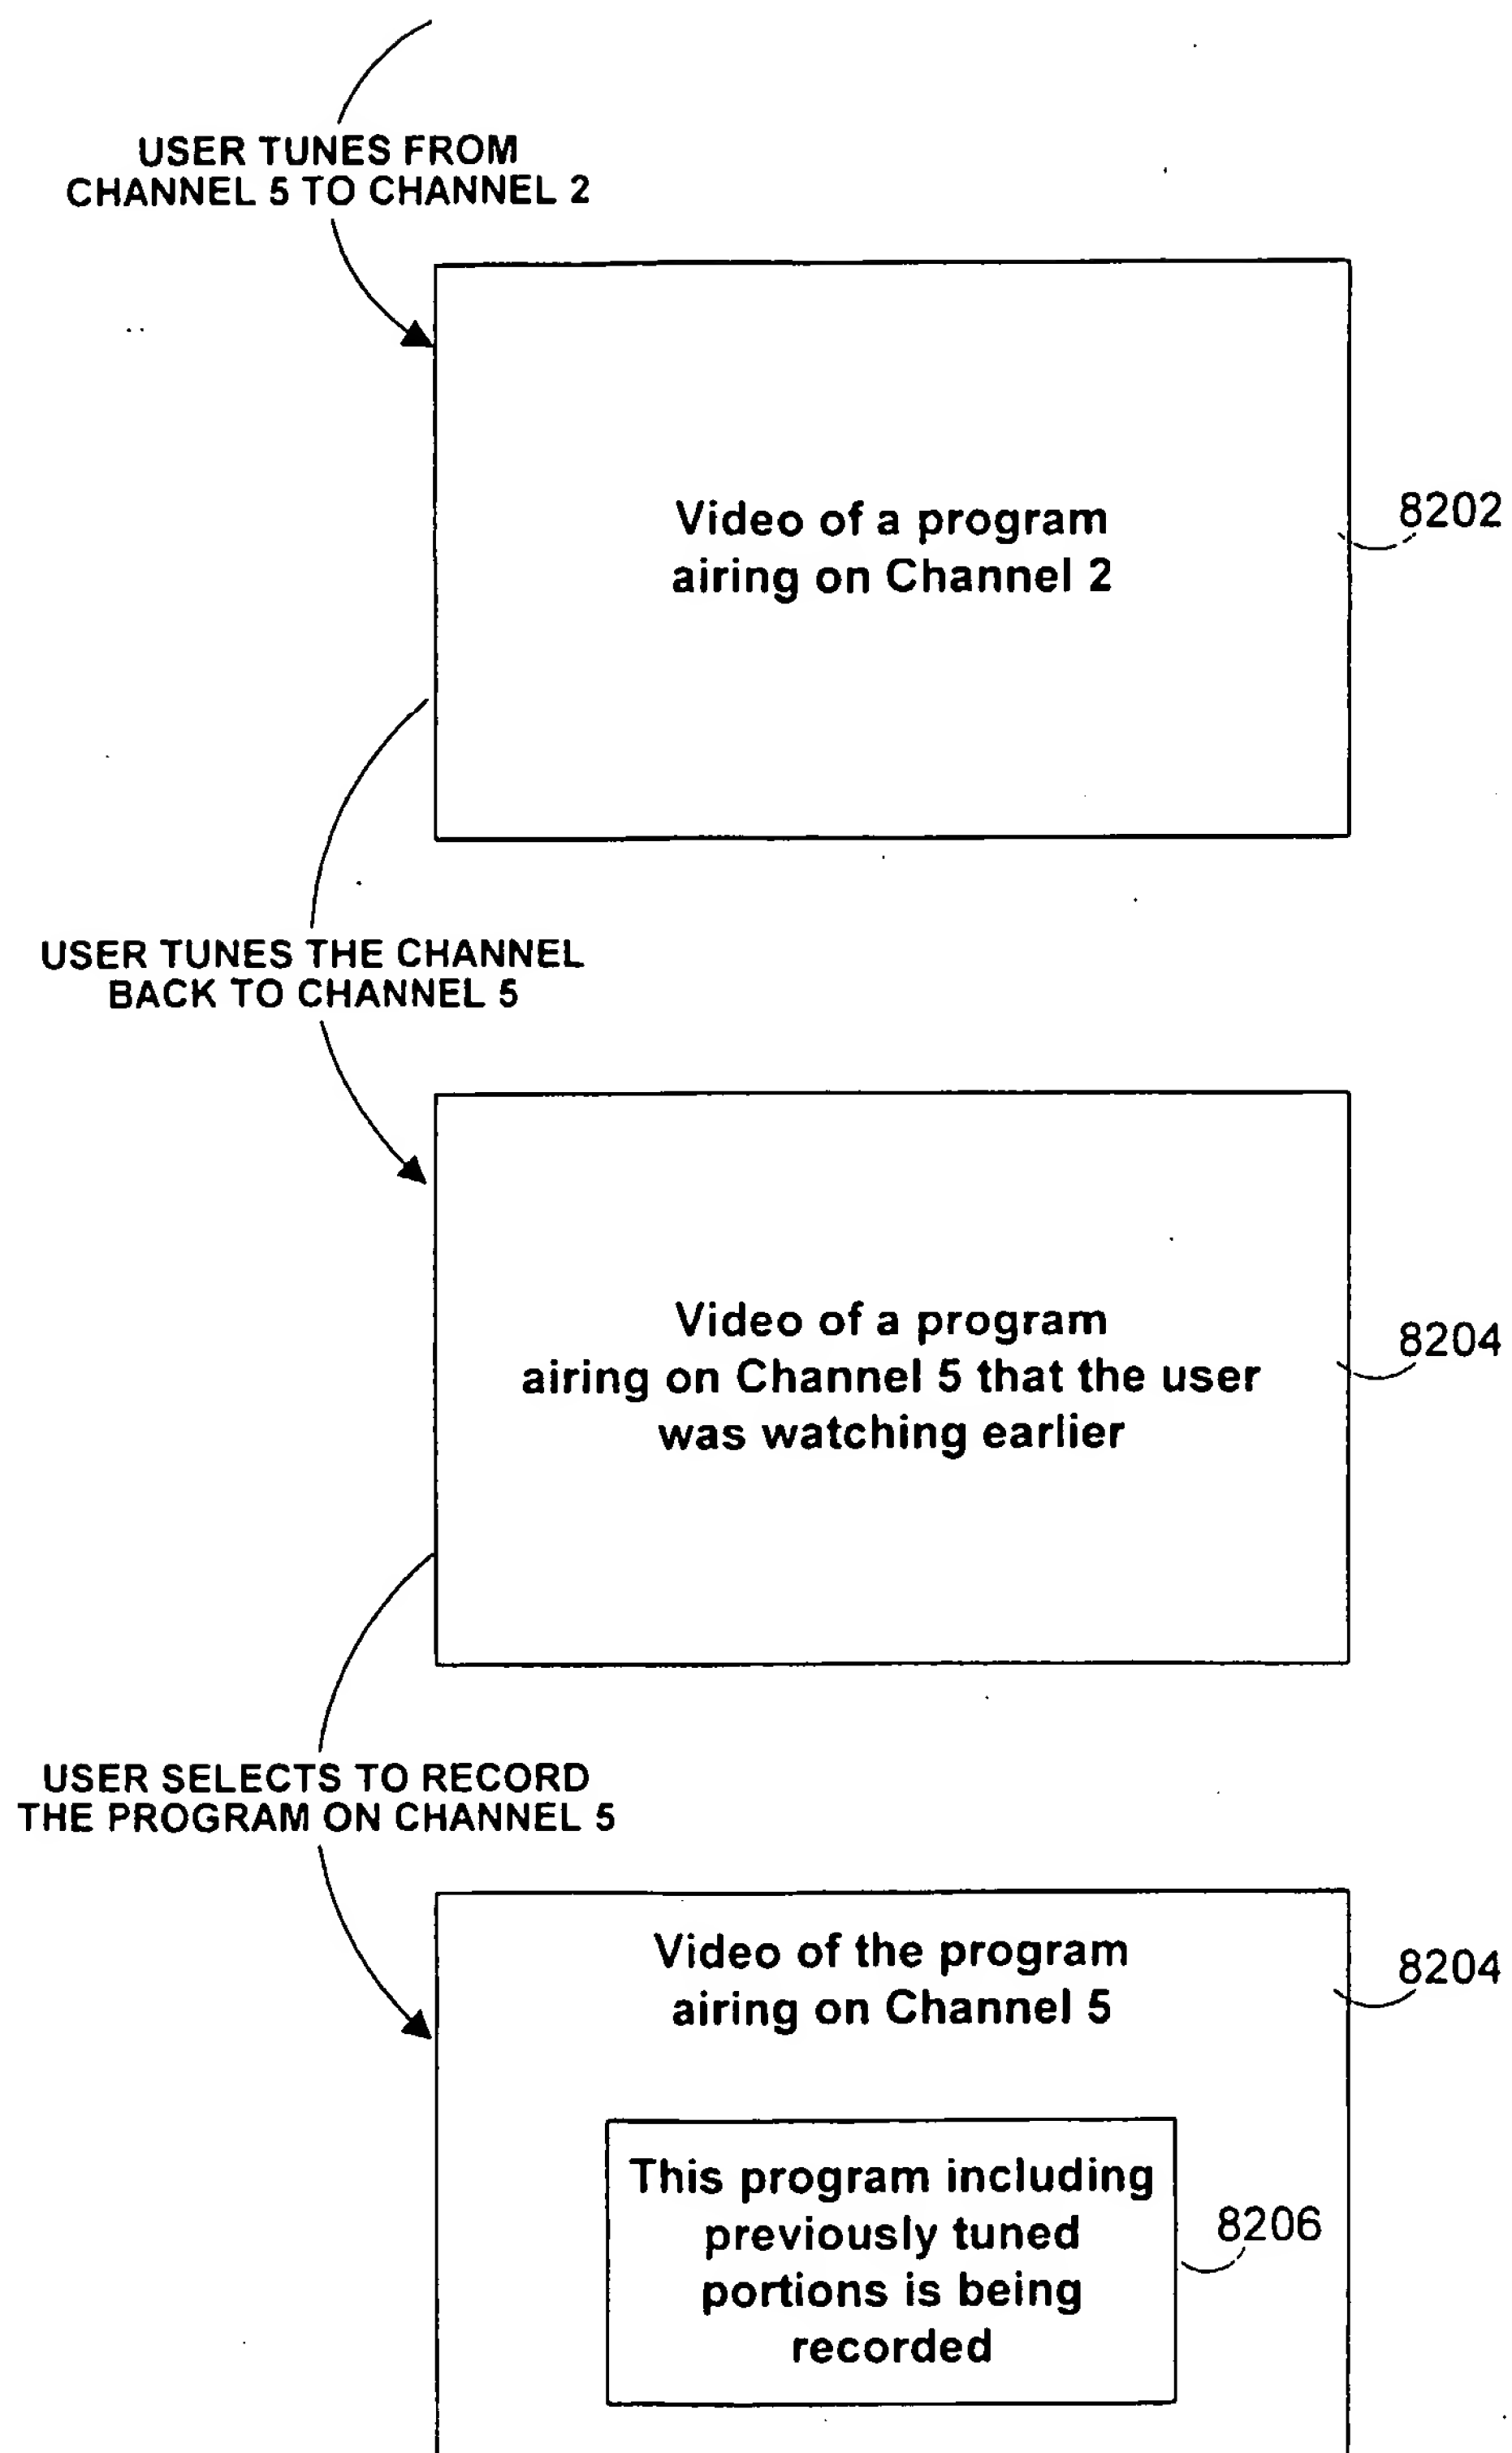 USER TUNES FROM
CHANNEL 5 TO CHANNEL 2
Video of a program
airing on Channel 2
8202
USER TUNES THE CHANNEL
BACK TO CHANNEL 5
Video of a program
airing on Channel 5 that the user
was watching earlier
8204
USER SELECTS TO RECORD
THE PROGRAM ON CHANNEL 5
Video of the program
airing on Channel 5
8204
This program including
previously tuned
portions is being
recorded
8206